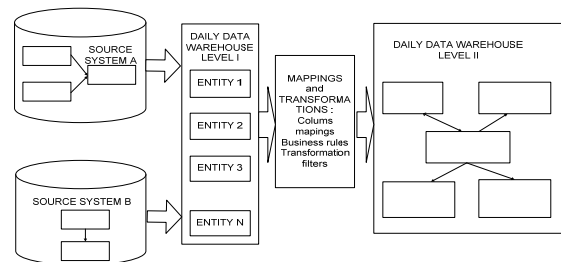 SOURCE
SYSTEM A
SOURCE SYSTEM B
DAILY DATA
WAREHOUSE
LEVEL I
ENTITY 1
ENTITY 2
ENTITY 3
ENTITY N
MAPPINGS
and
TRANSFORMA
TIONS :
Colums
mapings
Business rules
Transformation
filters
DAILY DATA WAREHOUSE
LEVEL II